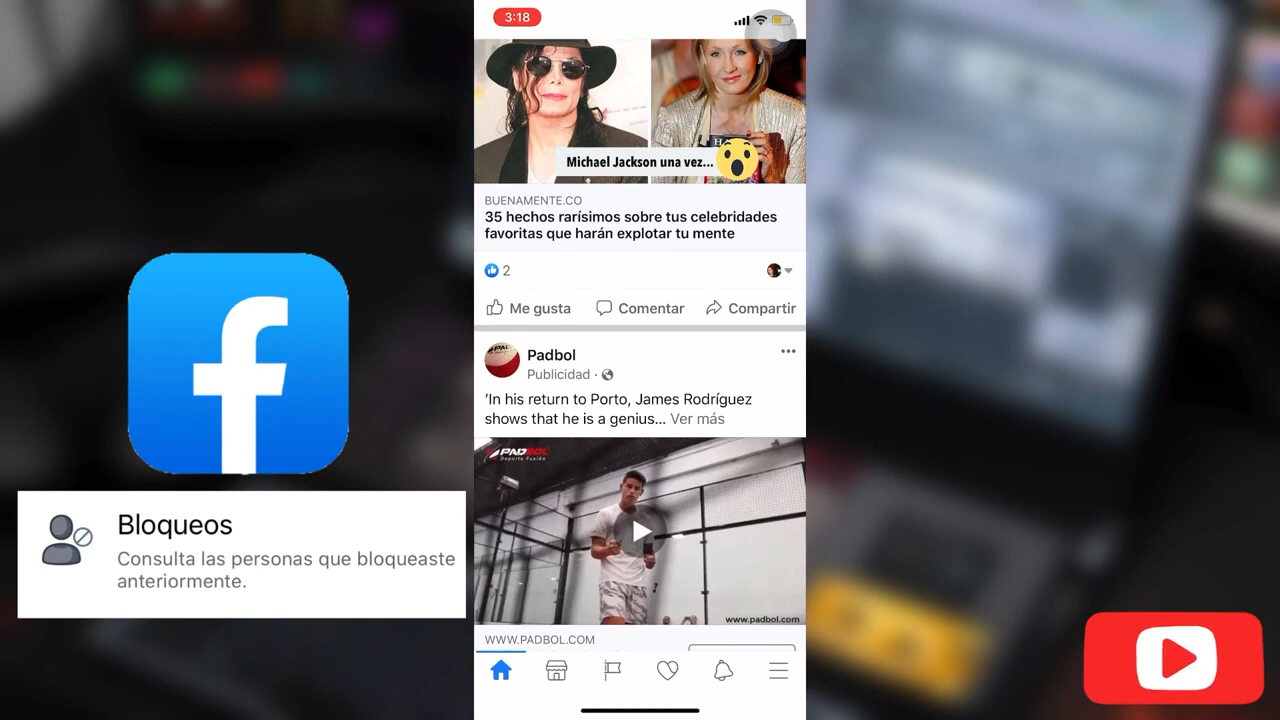 3:18
Michael Jackson una vez...
BUENAMENTE.CO
35 hechos rarísimos sobre tus celebridades
favoritas que harán explotar tu mente
2
Me gusta
Comentar
Compartir
Padbol
Publicidad ·
‘In his return to Porto, James Rodríguez
shows that he is a genius... Ver más
PADBOL
Deporte Fusión
www.padbol.com
WWW.PADBOL.COM
Bloqueos
Consulta las personas que bloqueaste
anteriormente.